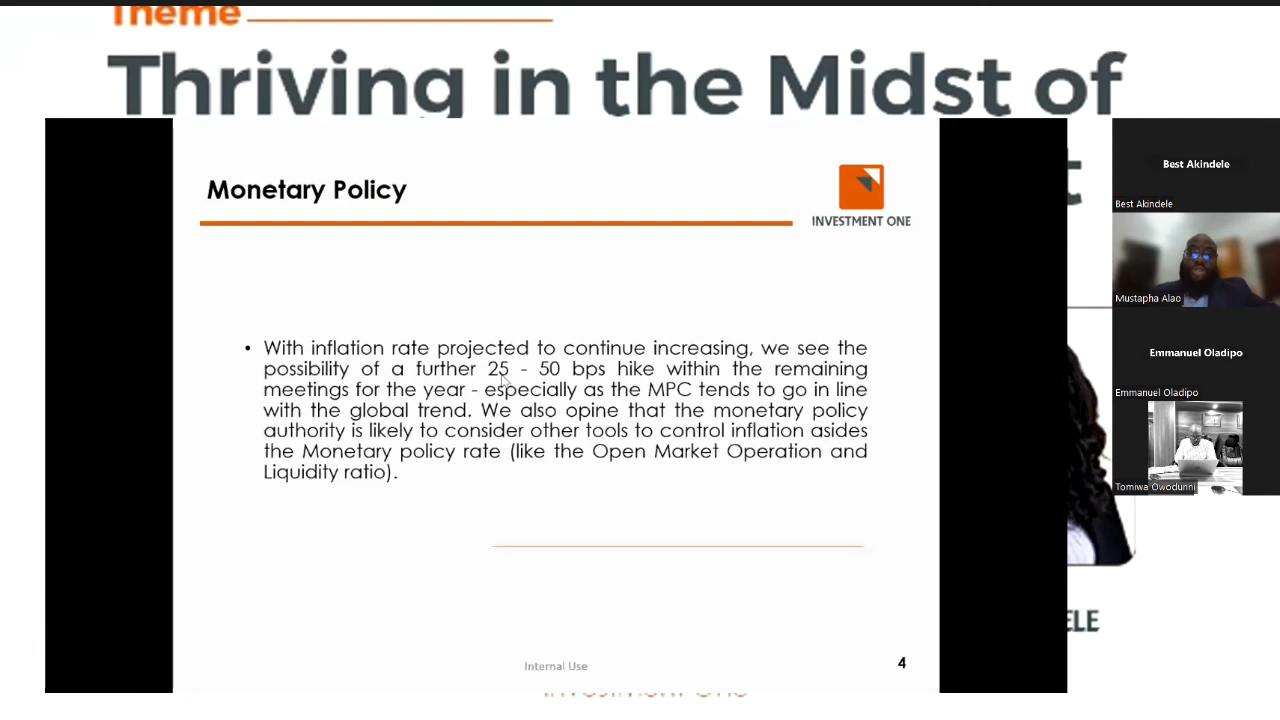 Theme
Thriving in the Midst of
Monetary Policy
INVESTMENT ONE
• With inflation rate projected to continue increasing, we see the
possibility of a further 25 - 50 bps hike within the remaining
meetings for the year - especially as the MPC tends to go in line
with the global trend. We also opine that the monetary policy
authority is likely to consider other tools to control inflation asides
the Monetary policy rate (like the Open Market Operation and
Liquidity ratio).
Internal Use
4
Best Akindele
Best Akindele
Mustapha Alao
Emmanuel Oladipo
Emmanuel Oladipo
Tomiwa Owodunni
ELE